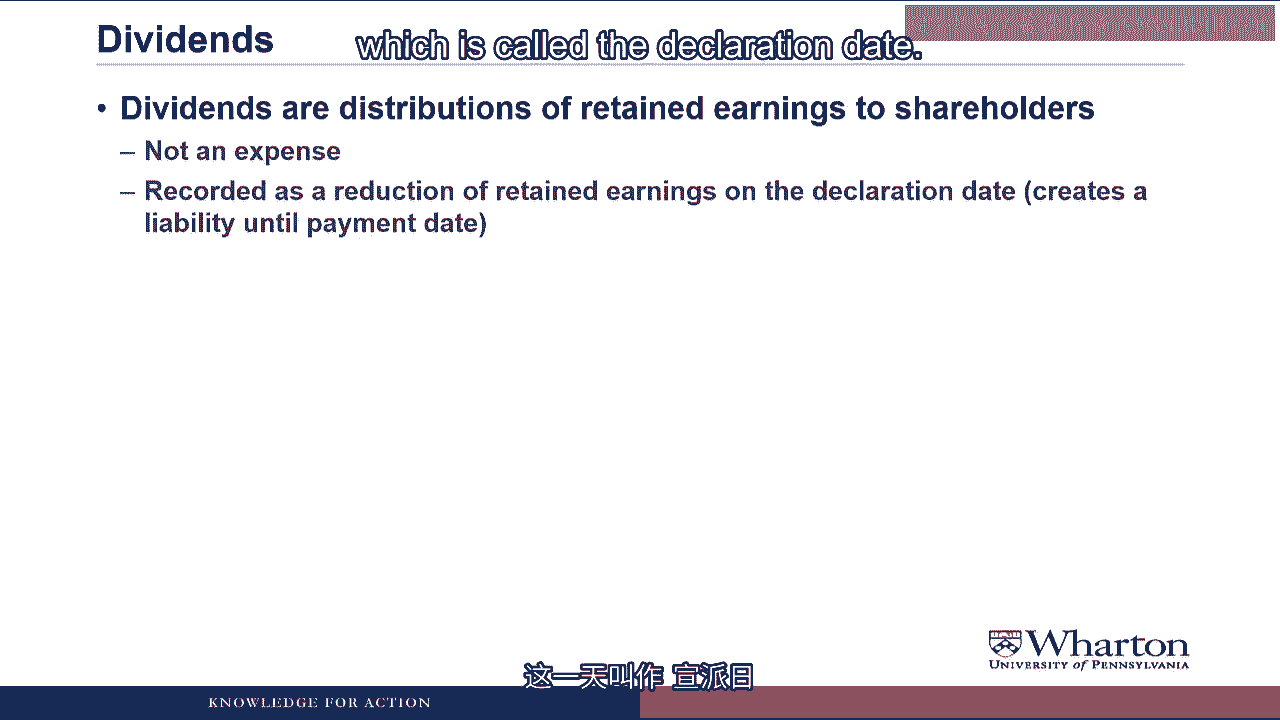 Dividends
which is called the declaration date.
• Dividends are distributions of retained earnings to shareholders
– Not an expense
– Recorded as a reduction of retained earnings on the declaration date (creates a
liability until payment date)
Wharton
UNIVERSITY of PENNSYLVANIA
这一天叫作 宣派日
KNOWLEDGE FOR ACTION